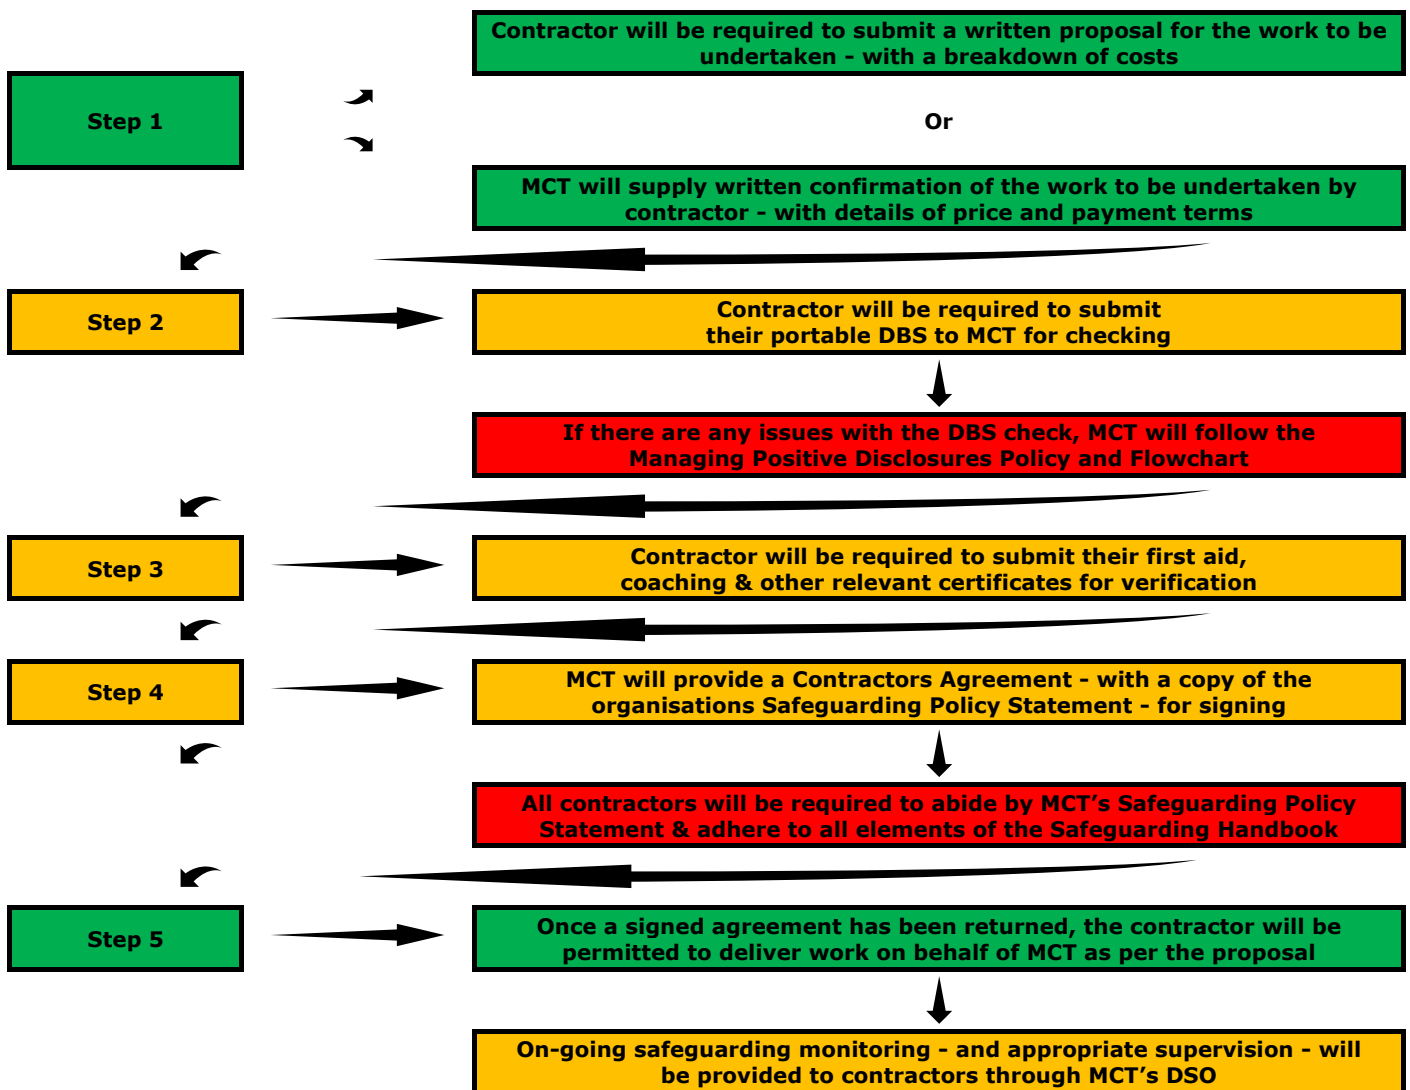 Contractor will be required to submit a written proposal for the work to be
undertaken - with a breakdown of costs
Step 1
Or
MCT will supply written confirmation of the work to be undertaken by
contractor - with details of price and payment terms
Step 2
Contractor will be required to submit
their portable DBS to MCT for checking
If there are any issues with the DBS check, MCT will follow the
Managing Positive Disclosures Policy and Flowchart
Step 3
Contractor will be required to submit their first aid,
coaching & other relevant certificates for verification
Step 4
MCT will provide a Contractors Agreement - with a copy of the
organisations Safeguarding Policy Statement - for signing
All contractors will be required to abide by MCT’s Safeguarding Policy
Statement & adhere to all elements of the Safeguarding Handbook
Step 5
Once a signed agreement has been returned, the contractor will be
permitted to deliver work on behalf of MCT as per the proposal
On-going safeguarding monitoring - and appropriate supervision - will
be provided to contractors through MCT’s DSO